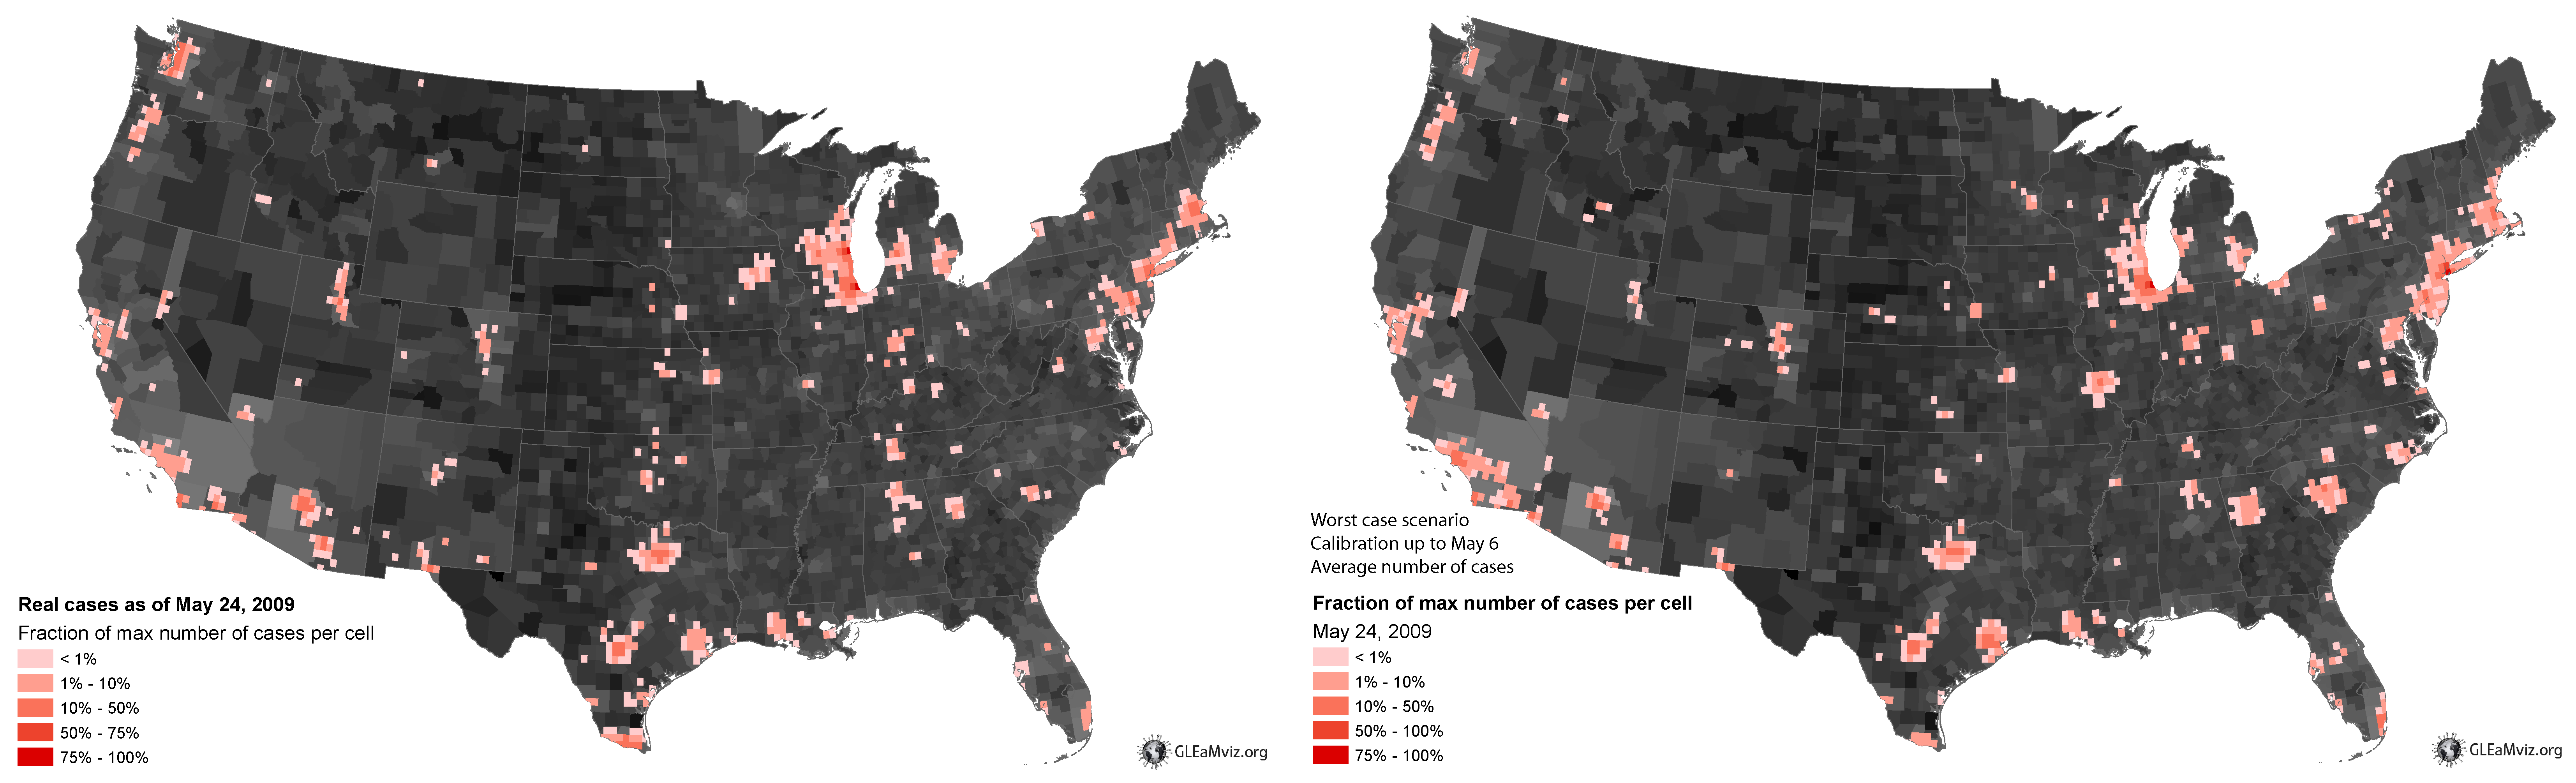 Real cases as of May 24, 2009
Fraction of max number of cases per cell
< 1%
1% - 10%
10% - 50%
50% - 75%
75% - 100%
GLEaMviz.org
Worst case scenario
Calibration up to May 6
Average number of cases
Fraction of max number of cases per cell
May 24, 2009
< 1%
1% - 10%
10% - 50%
50% - 100%
75% - 100%
GLEaMviz.org